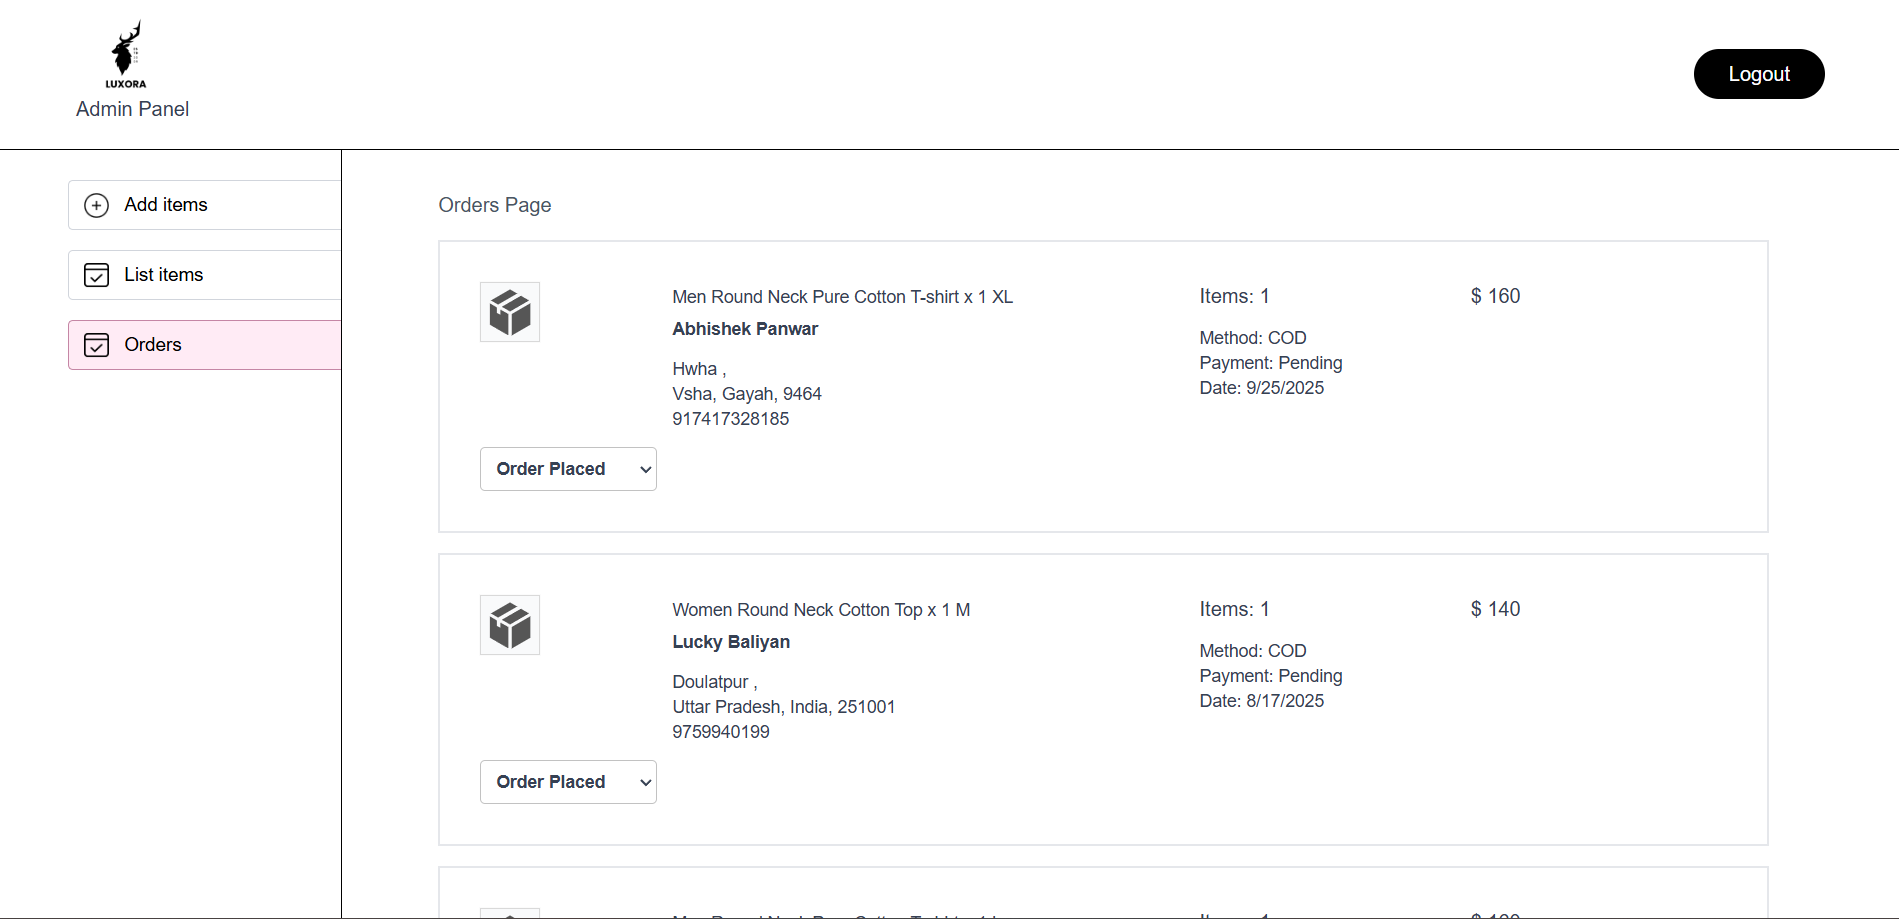 LUXORA
Admin Panel
Logout
Add items
List items
Orders
Orders Page
Men Round Neck Pure Cotton T-shirt x 1 XL
Abhishek Panwar
Hwha ,
Vsha, Gayah, 9464
917417328185
Items: 1
Method: COD
Payment: Pending
Date: 9/25/2025
$ 160
Order Placed
Women Round Neck Cotton Top x 1 M
Lucky Baliyan
Doulatpur ,
Uttar Pradesh, India, 251001
9759940199
Items: 1
Method: COD
Payment: Pending
Date: 8/17/2025
$ 140
Order Placed